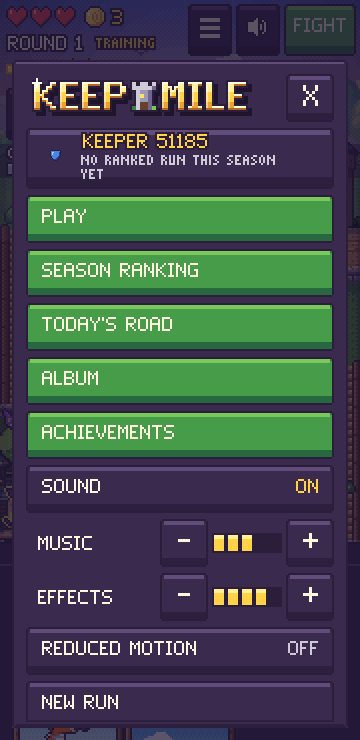 3
ROUND 1 TRAINING
FIGHT
KEEP MILE
X
KEEPER 51185
NO RANKED RUN THIS SEASON
YET
PLAY
SEASON RANKING
TODAY'S ROAD
ALBUM
ACHIEVEMENTS
SOUND ON
MUSIC - +
EFFECTS - +
REDUCED MOTION OFF
NEW RUN